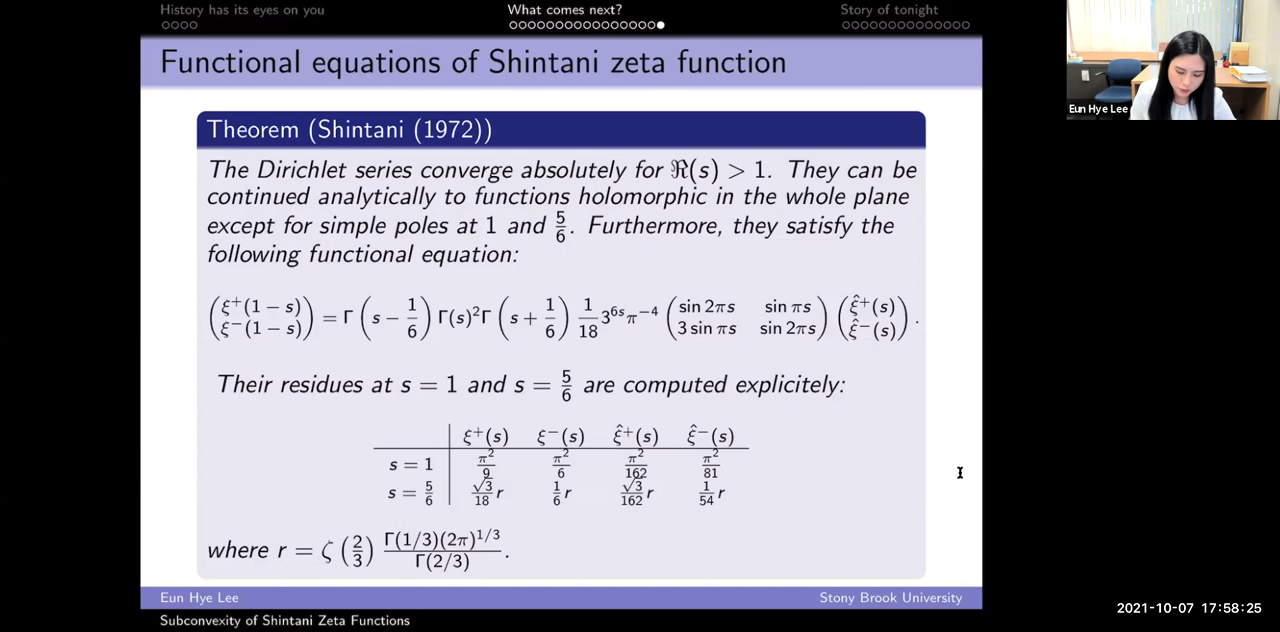 History has its eyes on you
What comes next?
Story of tonight
Functional equations of Shintani zeta function
Eun Hye Lee
Theorem (Shintani (1972))
The Dirichlet series converge absolutely for ℜ(s) > 1. They can be
continued analytically to functions holomorphic in the whole plane
except for simple poles at 1 and 5/6. Furthermore, they satisfy the
following functional equation:
(ξ⁺(1 − s) ; ξ⁻(1 − s)) = Γ(s − 1/6) Γ(s)²Γ(s + 1/6) 1/18 3⁶ˢπ⁻⁴ (sin 2πs sin πs ; 3 sin πs sin 2πs) (ξ̂⁺(s) ; ξ̂⁻(s)) .
Their residues at s = 1 and s = 5/6 are computed explicitely:
ξ⁺(s) ξ⁻(s) ξ̂⁺(s) ξ̂⁻(s)
s = 1 π²/9 π²/6 π²/162 π²/81
s = 5/6 √3/18 r 1/6 r √3/162 r 1/54 r
where r = ζ(2/3) Γ(1/3)(2π)^{1/3}/Γ(2/3).
Eun Hye Lee
Stony Brook University
Subconvexity of Shintani Zeta Functions
2021-10-07 17:58:25